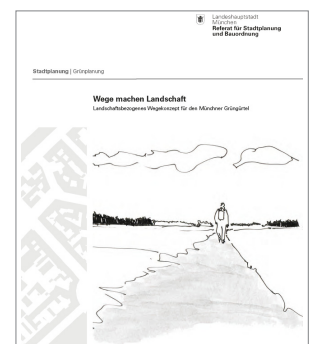 Landeshauptstadt
München
Referat für Stadtplanung
und Bauordnung
Stadtplanung | Grünplanung
Wege machen Landschaft
Landschaftsbezogenes Wegekonzept für den Münchner Grüngürtel